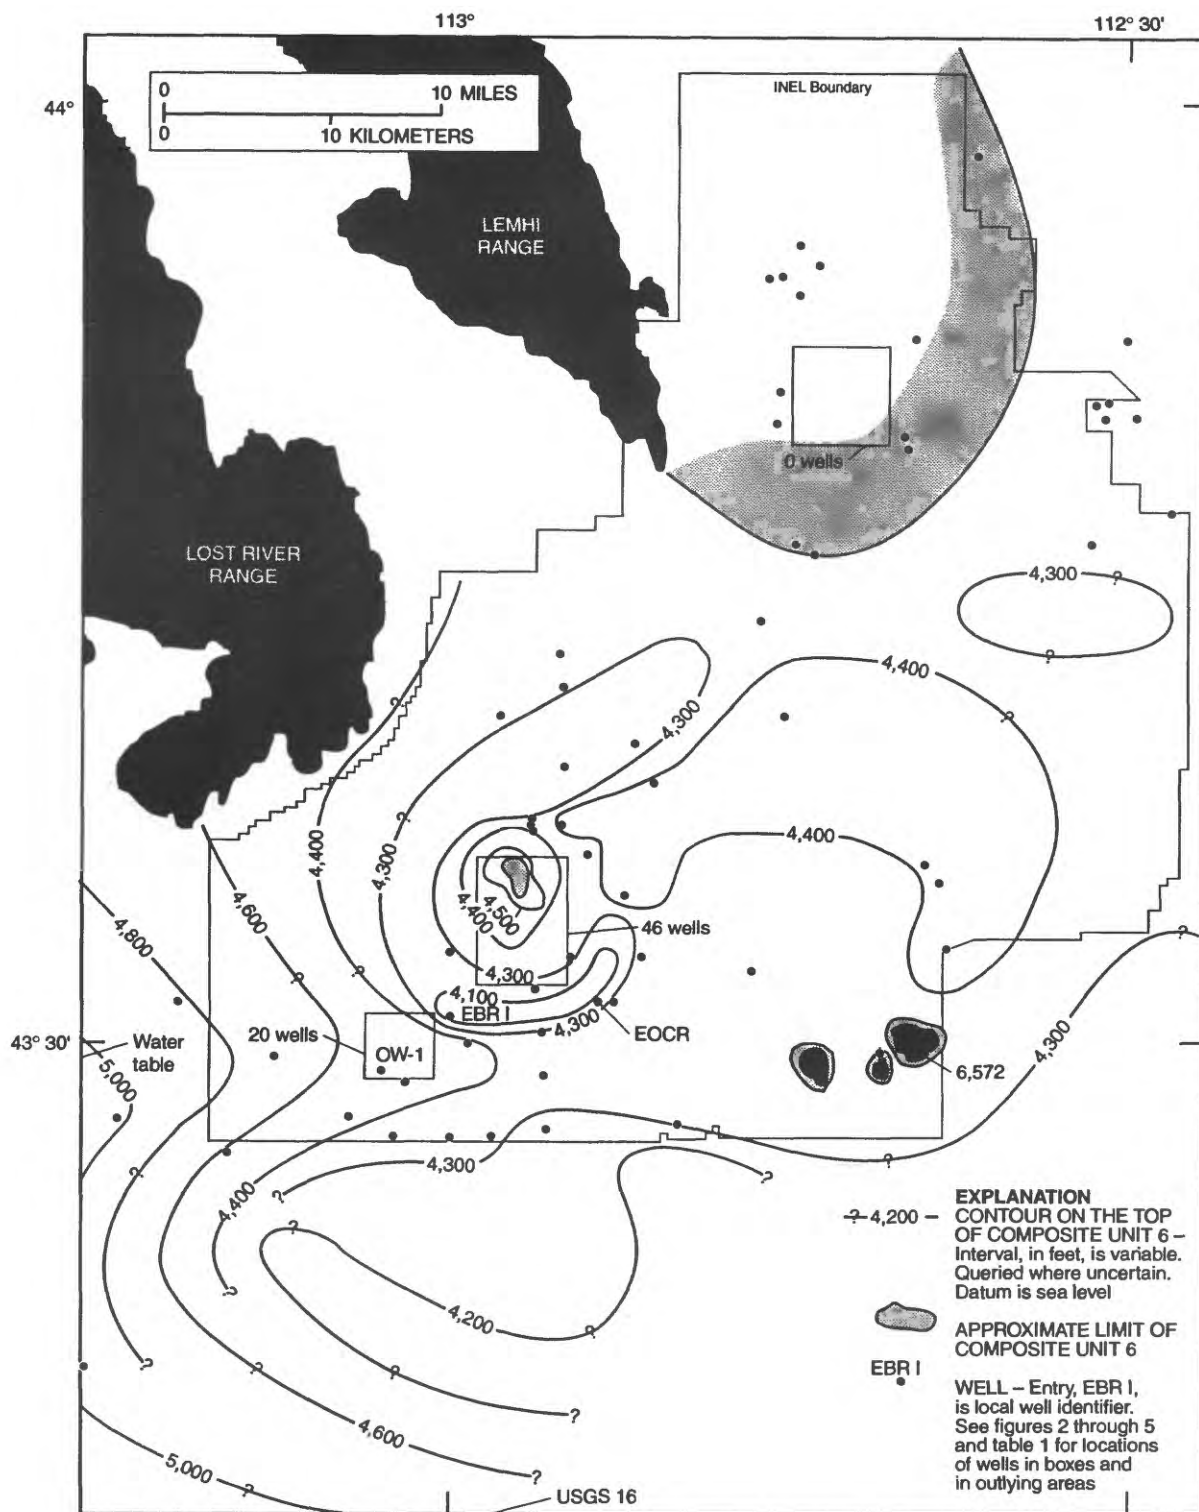 113°
112° 30'
44°
0
10 MILES
0
10 KILOMETERS
INEL Boundary
LEMHI
RANGE
0 wells
LOST RIVER
RANGE
4,300
?
?
?
4,400
?
4,300
?
4,400
4,300
4,400
4,600
4,500
4,400
4,800
46 wells
?
?
4,300
?
4,100
EBR I
4,300
EOCR
4,300
43° 30'
Water
table
20 wells
OW-1
5,000
6,572
?
4,300
?
?
?
4,400
?
?
?
4,200
?
?
?
?
?
4,600
?
5,000
?
?
USGS 16
EXPLANATION
? 4,200 – CONTOUR ON THE TOP
OF COMPOSITE UNIT 6 –
Interval, in feet, is variable.
Queried where uncertain.
Datum is sea level
APPROXIMATE LIMIT OF
COMPOSITE UNIT 6
EBR I
WELL – Entry, EBR I,
is local well identifier.
See figures 2 through 5
and table 1 for locations
of wells in boxes and
in outlying areas